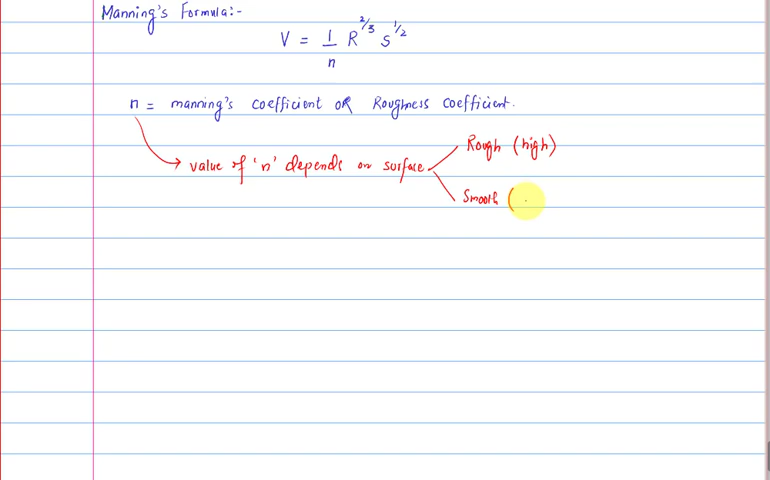 Manning's Formula:-
V = 1/n R^2/3 S^1/2
n = manning's coefficient OR Roughness coefficient.
value of 'n' depends on surface
Rough (high)
Smooth (